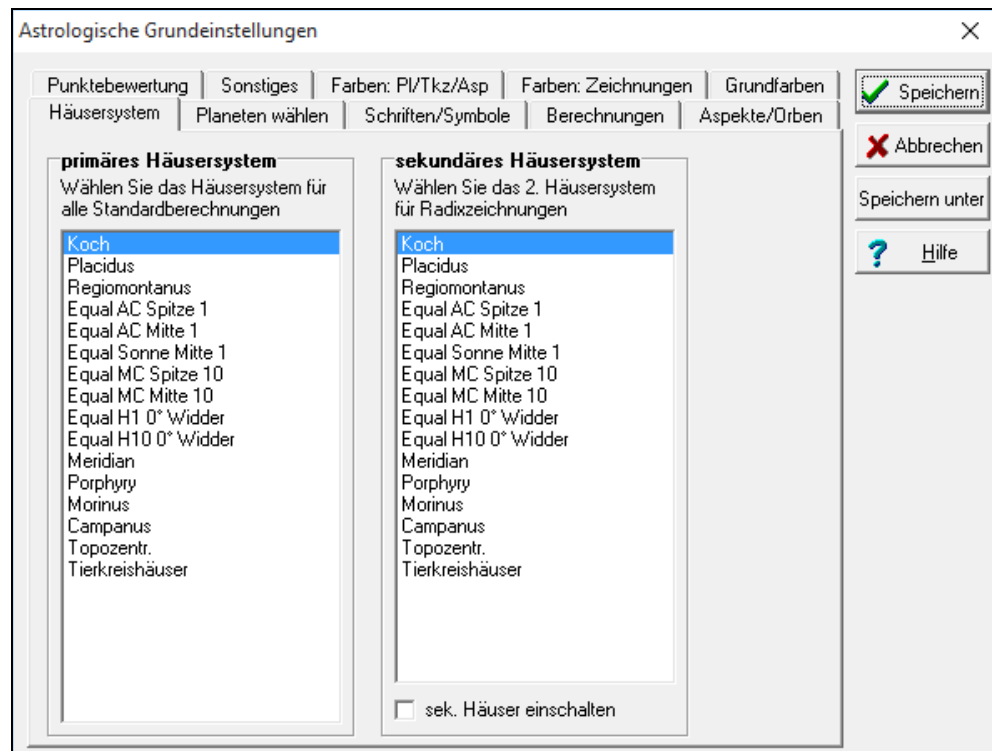 Astrologische Grundeinstellungen
Punktebewertung
Sonstiges
Farben: Pl/Tkz/Asp
Farben: Zeichnungen
Grundfarben
Häusersystem
Planeten wählen
Schriften/Symbole
Berechnungen
Aspekte/Orben
primäres Häusersystem
Wählen Sie das Häusersystem für
alle Standardberechnungen
Koch
Placidus
Regiomontanus
Equal AC Spitze 1
Equal AC Mitte 1
Equal Sonne Mitte 1
Equal MC Spitze 10
Equal MC Mitte 10
Equal H1 0° Widder
Equal H10 0° Widder
Meridian
Porphyry
Morinus
Campanus
Topozentr.
Tierkreishäuser
sekundäres Häusersystem
Wählen Sie das 2. Häusersystem
für Radixzeichnungen
Koch
Placidus
Regiomontanus
Equal AC Spitze 1
Equal AC Mitte 1
Equal Sonne Mitte 1
Equal MC Spitze 10
Equal MC Mitte 10
Equal H1 0° Widder
Equal H10 0° Widder
Meridian
Porphyry
Morinus
Campanus
Topozentr.
Tierkreishäuser
sek. Häuser einschalten
Speichern
Abbrechen
Speichern unter
Hilfe